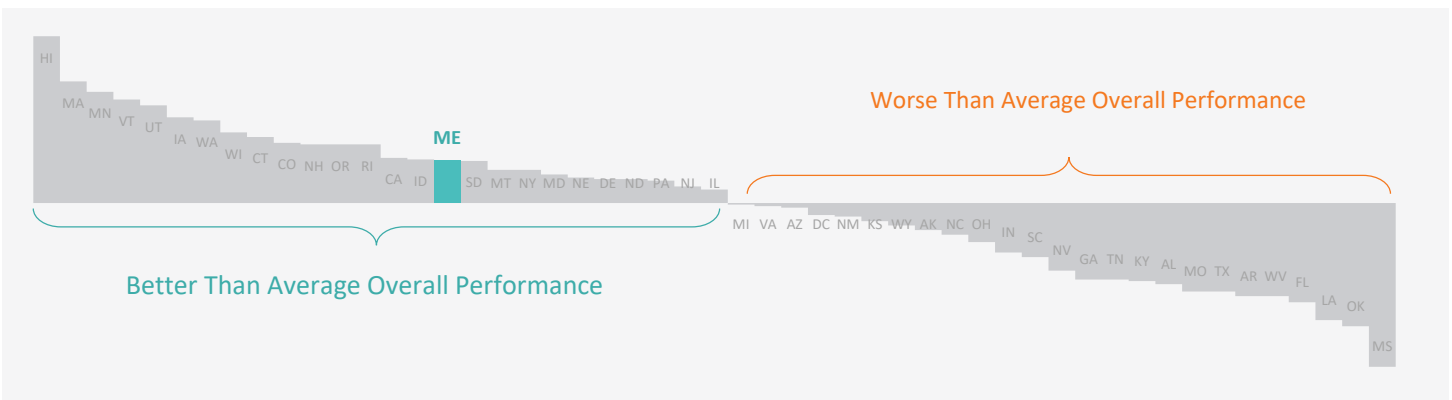 HI
MA
MN
VT
UT
IA
WA
WI
CT
CO
NH
OR
RI
CA
ID
ME
SD
MT
NY
MD
NE
DE
ND
PA
NJ
IL
MI
VA
AZ
DC
NM
KS
WY
AK
NC
OH
IN
SC
NV
GA
TN
KY
AL
MO
TX
AR
WV
FL
LA
OK
MS
Worse Than Average Overall Performance
Better Than Average Overall Performance